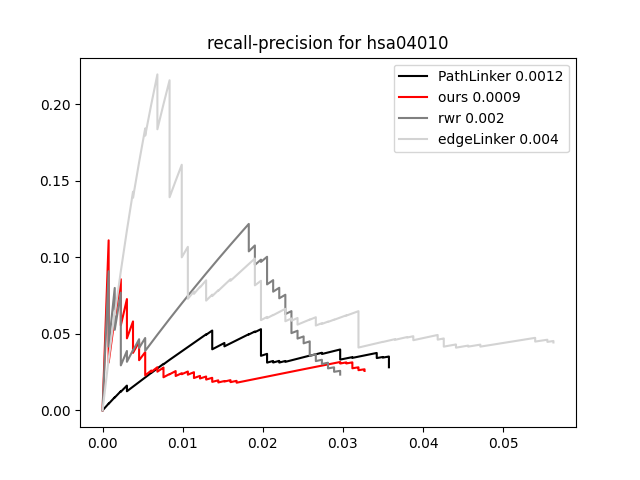 recall-precision for hsa04010
PathLinker 0.0012
ours 0.0009
rwr 0.002
edgeLinker 0.004
0.20
0.15
0.10
0.05
0.00
0.00 0.01 0.02 0.03 0.04 0.05